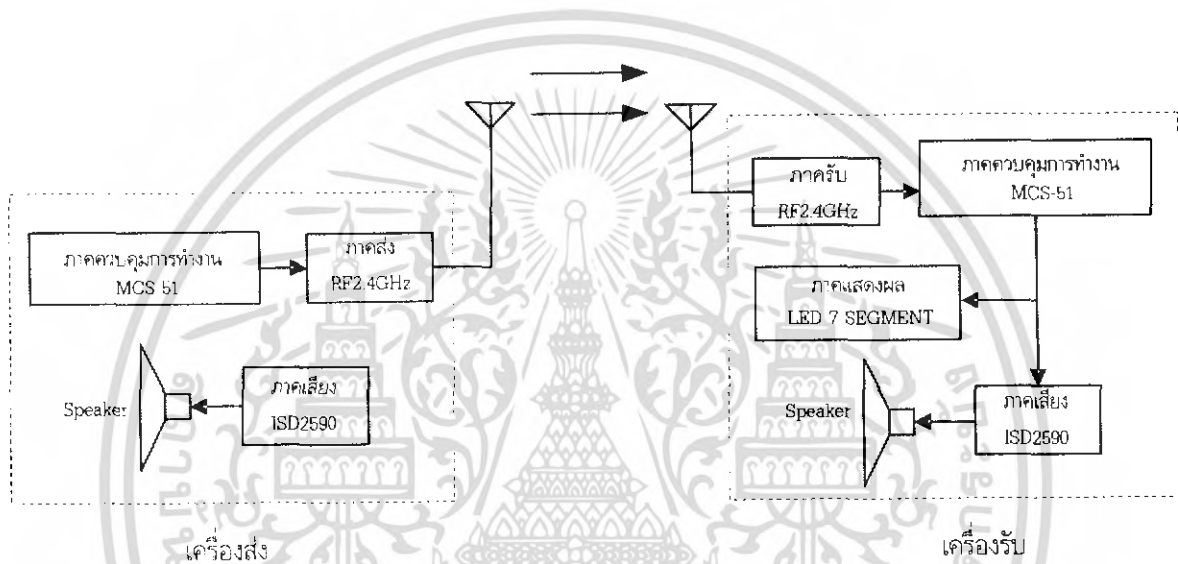 ภาคควบคุมการทำงาน
MCS 51
ภาคส่ง
RF2.4GHz
Speaker
ภาคเสียง
ISD2590
เครื่องส่ง
ภาครับ
RF2.4GHz
ภาคควบคุมการทำงาน
MCS-51
ภาคแสดงผล
LED 7 SEGMENT
Speaker
ภาคเสียง
ISD2590
เครื่องรับ